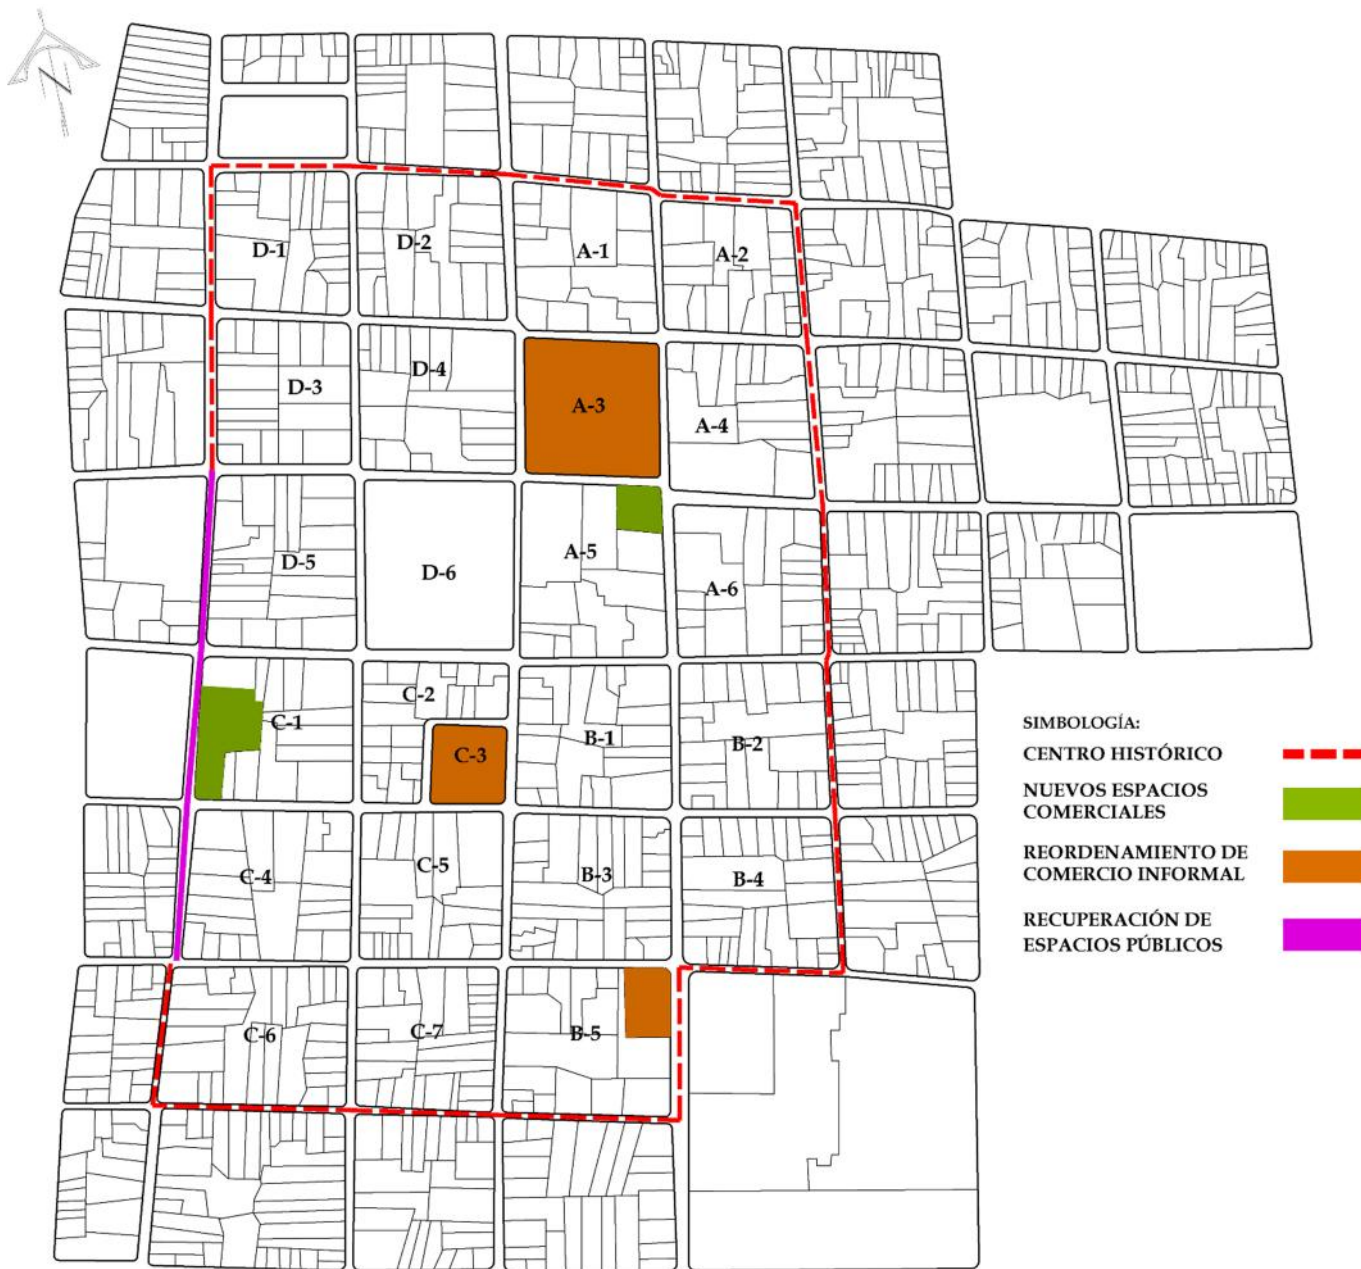 N
D-1
D-2
A-1
A-2
D-3
D-4
A-3
A-4
D-5
D-6
A-5
A-6
C-1
C-2
C-3
B-1
B-2
C-4
C-5
B-3
B-4
C-6
C-7
B-5
SIMBOLOGÍA:
CENTRO HISTÓRICO
NUEVOS ESPACIOS
COMERCIALES
REORDENAMIENTO DE
COMERCIO INFORMAL
RECUPERACIÓN DE
ESPACIOS PÚBLICOS